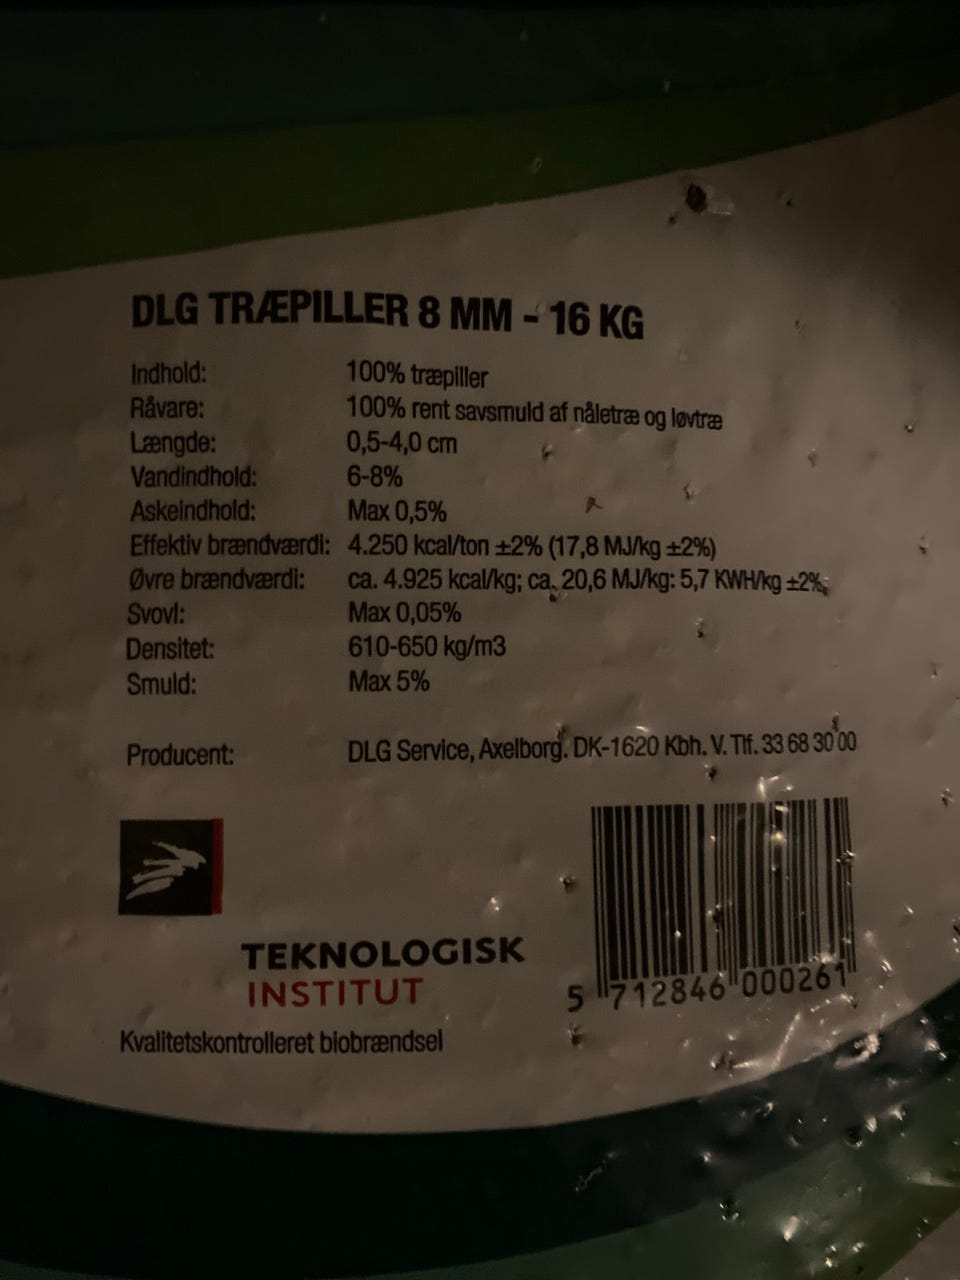 DLG TRÆPILLER 8 MM - 16 KG
Indhold: 100% træpiller
Råvare: 100% rent savsmuld af nåletræ og løvtræ
Længde: 0,5-4,0 cm
Vandindhold: 6-8%
Askeindhold: Max 0,5%
Effektiv brændværdi: 4.250 kcal/ton ±2% (17,8 MJ/kg ±2%)
Øvre brændværdi: ca. 4.925 kcal/kg; ca. 20,6 MJ/kg: 5,7 KWH/kg ±2%
Svovl: Max 0,05%
Densitet: 610-650 kg/m3
Smuld: Max 5%
Producent: DLG Service, Axelborg. DK-1620 Kbh. V. Tlf. 33 68 30 00
TEKNOLOGISK
INSTITUT
5 712846 000261
Kvalitetskontrolleret biobrændsel